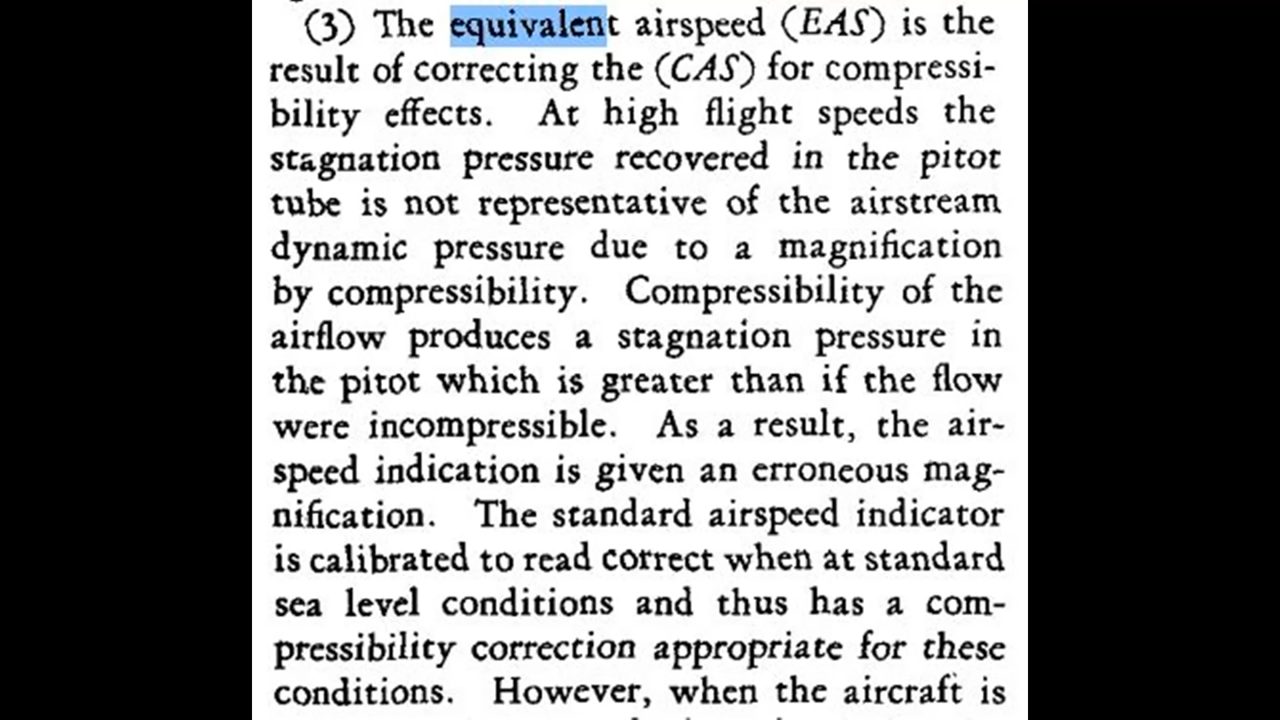 (3) The equivalent airspeed (EAS) is the
result of correcting the (CAS) for compressi-
bility effects. At high flight speeds the
stagnation pressure recovered in the pitot
tube is not representative of the airstream
dynamic pressure due to a magnification
by compressibility. Compressibility of the
airflow produces a stagnation pressure in
the pitot which is greater than if the flow
were incompressible. As a result, the air-
speed indication is given an erroneous mag-
nification. The standard airspeed indicator
is calibrated to read correct when at standard
sea level conditions and thus has a com-
pressibility correction appropriate for these
conditions. However, when the aircraft is